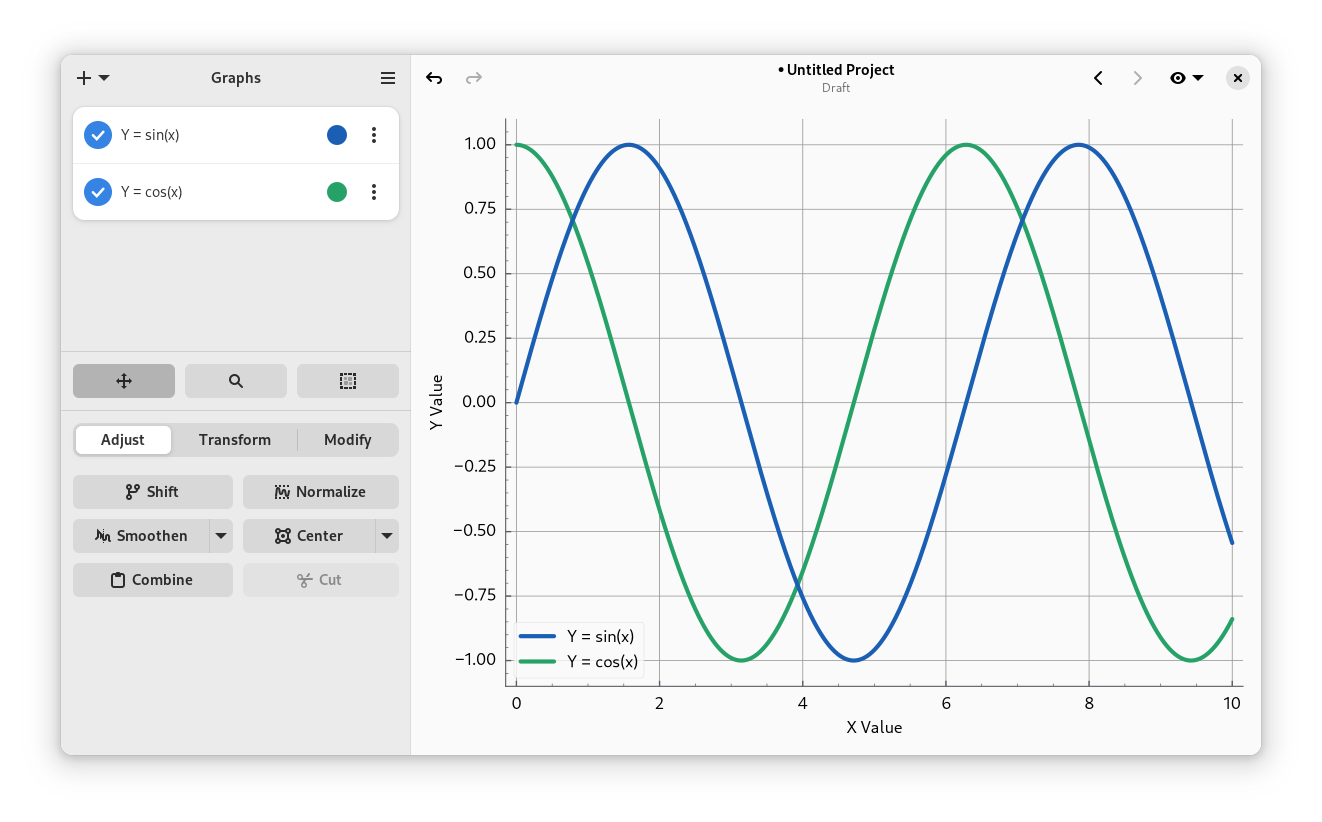 Graphs
• Untitled Project
Draft
Y = sin(x)
Y = cos(x)
Adjust
Transform
Modify
Shift
Normalize
Smoothen
Center
Combine
Cut
1.00
0.75
0.50
0.25
0.00
−0.25
−0.50
−0.75
−1.00
Y Value
Y = sin(x)
Y = cos(x)
0 2 4 6 8 10
X Value